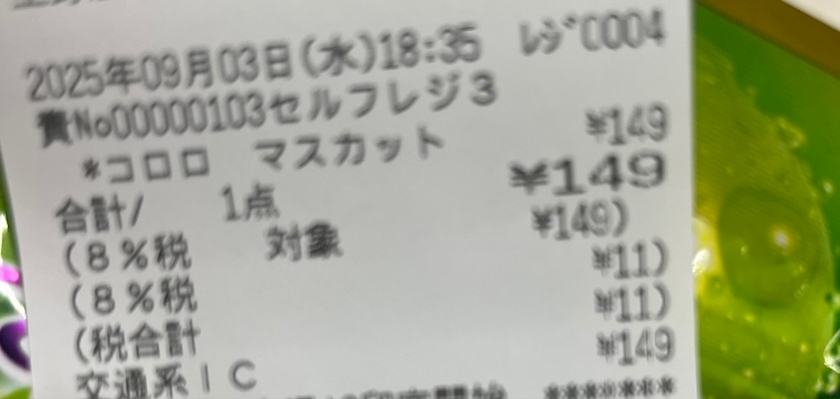 2025年09月03日(水)18:35 レジC004
責No00000103セルフレジ3
*コロロ マスカット ¥149
合計/ 1点 ¥149
(8%税 対象 ¥149)
(8%税 ¥11)
(税合計 ¥11)
交通系IC ¥149
*******